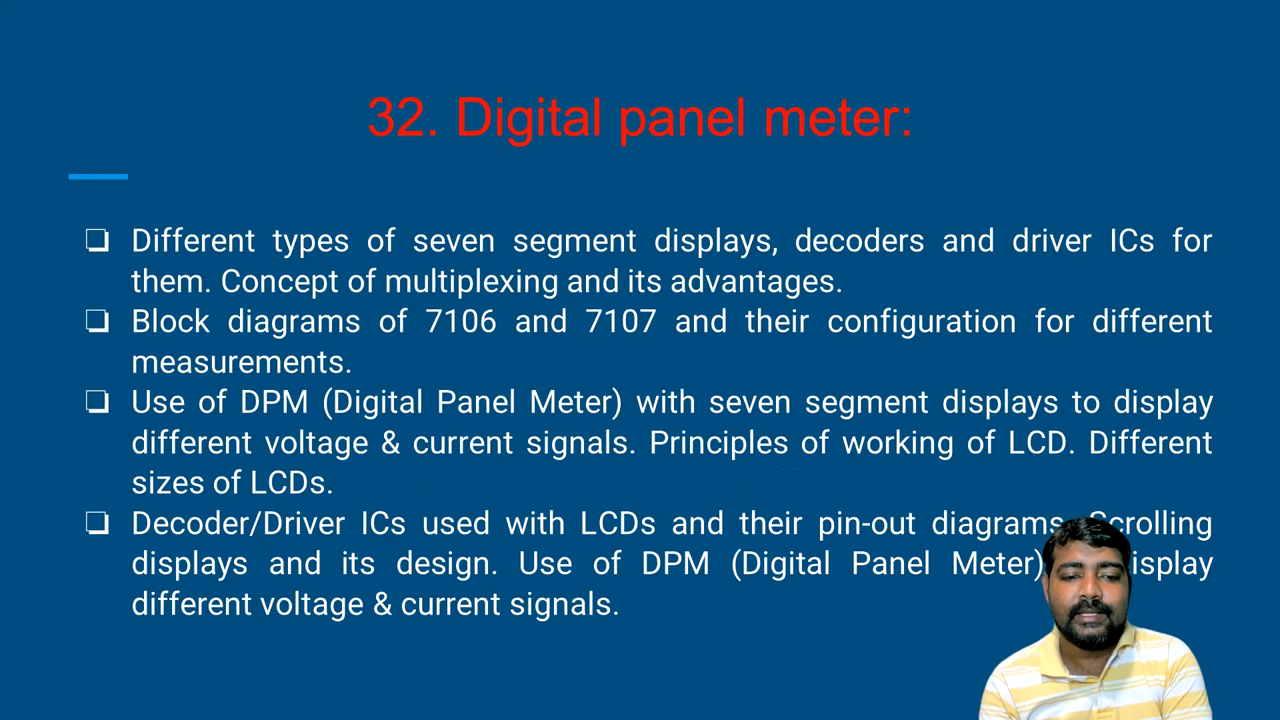 32. Digital panel meter:
❏ Different types of seven segment displays, decoders and driver ICs for
them. Concept of multiplexing and its advantages.
❏ Block diagrams of 7106 and 7107 and their configuration for different
measurements.
❏ Use of DPM (Digital Panel Meter) with seven segment displays to display
different voltage & current signals. Principles of working of LCD. Different
sizes of LCDs.
❏ Decoder/Driver ICs used with LCDs and their pin-out diagrams. Scrolling
displays and its design. Use of DPM (Digital Panel Meter) display
different voltage & current signals.